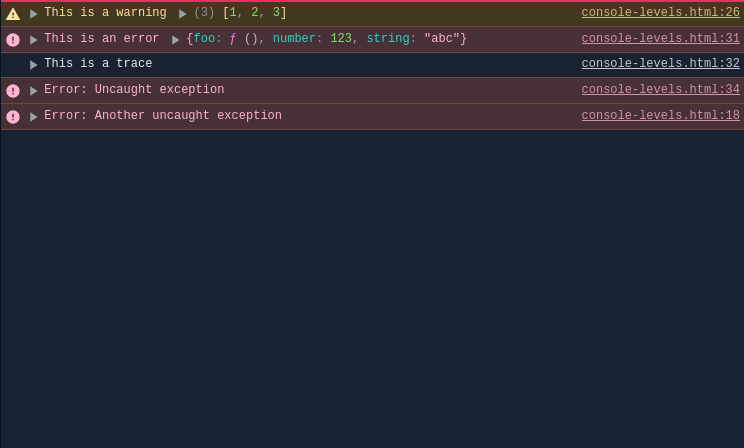 This is a warning (3) [1, 2, 3] console-levels.html:26
This is an error {foo: ƒ (), number: 123, string: "abc"} console-levels.html:31
This is a trace console-levels.html:32
Error: Uncaught exception console-levels.html:34
Error: Another uncaught exception console-levels.html:18